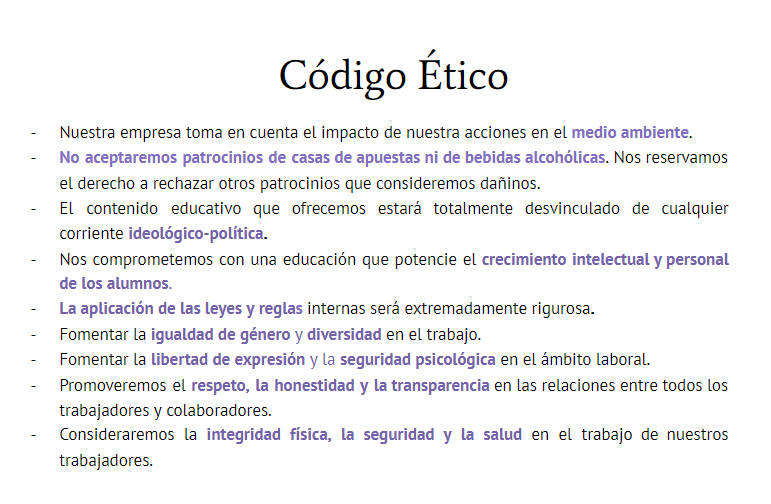 Código Ético
- Nuestra empresa toma en cuenta el impacto de nuestra acciones en el medio ambiente.
- No aceptaremos patrocinios de casas de apuestas ni de bebidas alcohólicas. Nos reservamos
el derecho a rechazar otros patrocinios que consideremos dañinos.
- El contenido educativo que ofrecemos estará totalmente desvinculado de cualquier
corriente ideológico-política.
- Nos comprometemos con una educación que potencie el crecimiento intelectual y personal
de los alumnos.
- La aplicación de las leyes y reglas internas será extremadamente rigurosa.
- Fomentar la igualdad de género y diversidad en el trabajo.
- Fomentar la libertad de expresión y la seguridad psicológica en el ámbito laboral.
- Promoveremos el respeto, la honestidad y la transparencia en las relaciones entre todos los
trabajadores y colaboradores.
- Consideraremos la integridad física, la seguridad y la salud en el trabajo de nuestros
trabajadores.